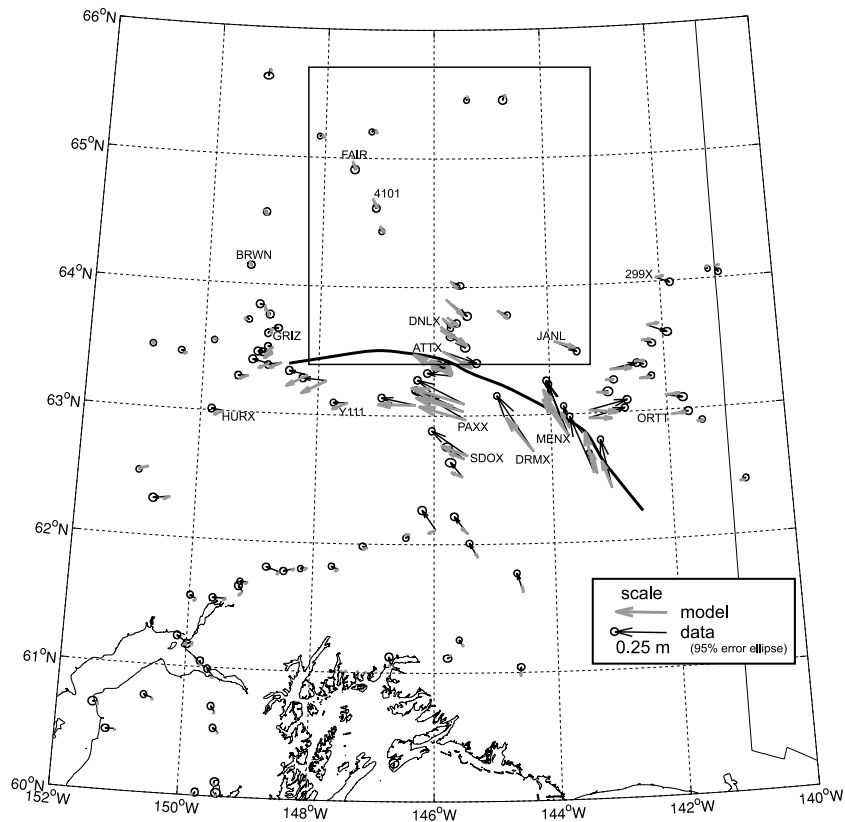 66°N
65°N
FAIR
4101
64°N
BRWN
299X
DNLX
GRIZ
JANL
ATTX
63°N
HURX
Y111
PAXX
MENX
ORTT
SDOX
DRMX
62°N
scale
model
data
0.25 m (95% error ellipse)
61°N
60°N
152°W
150°W
148°W
146°W
144°W
142°W
140°W